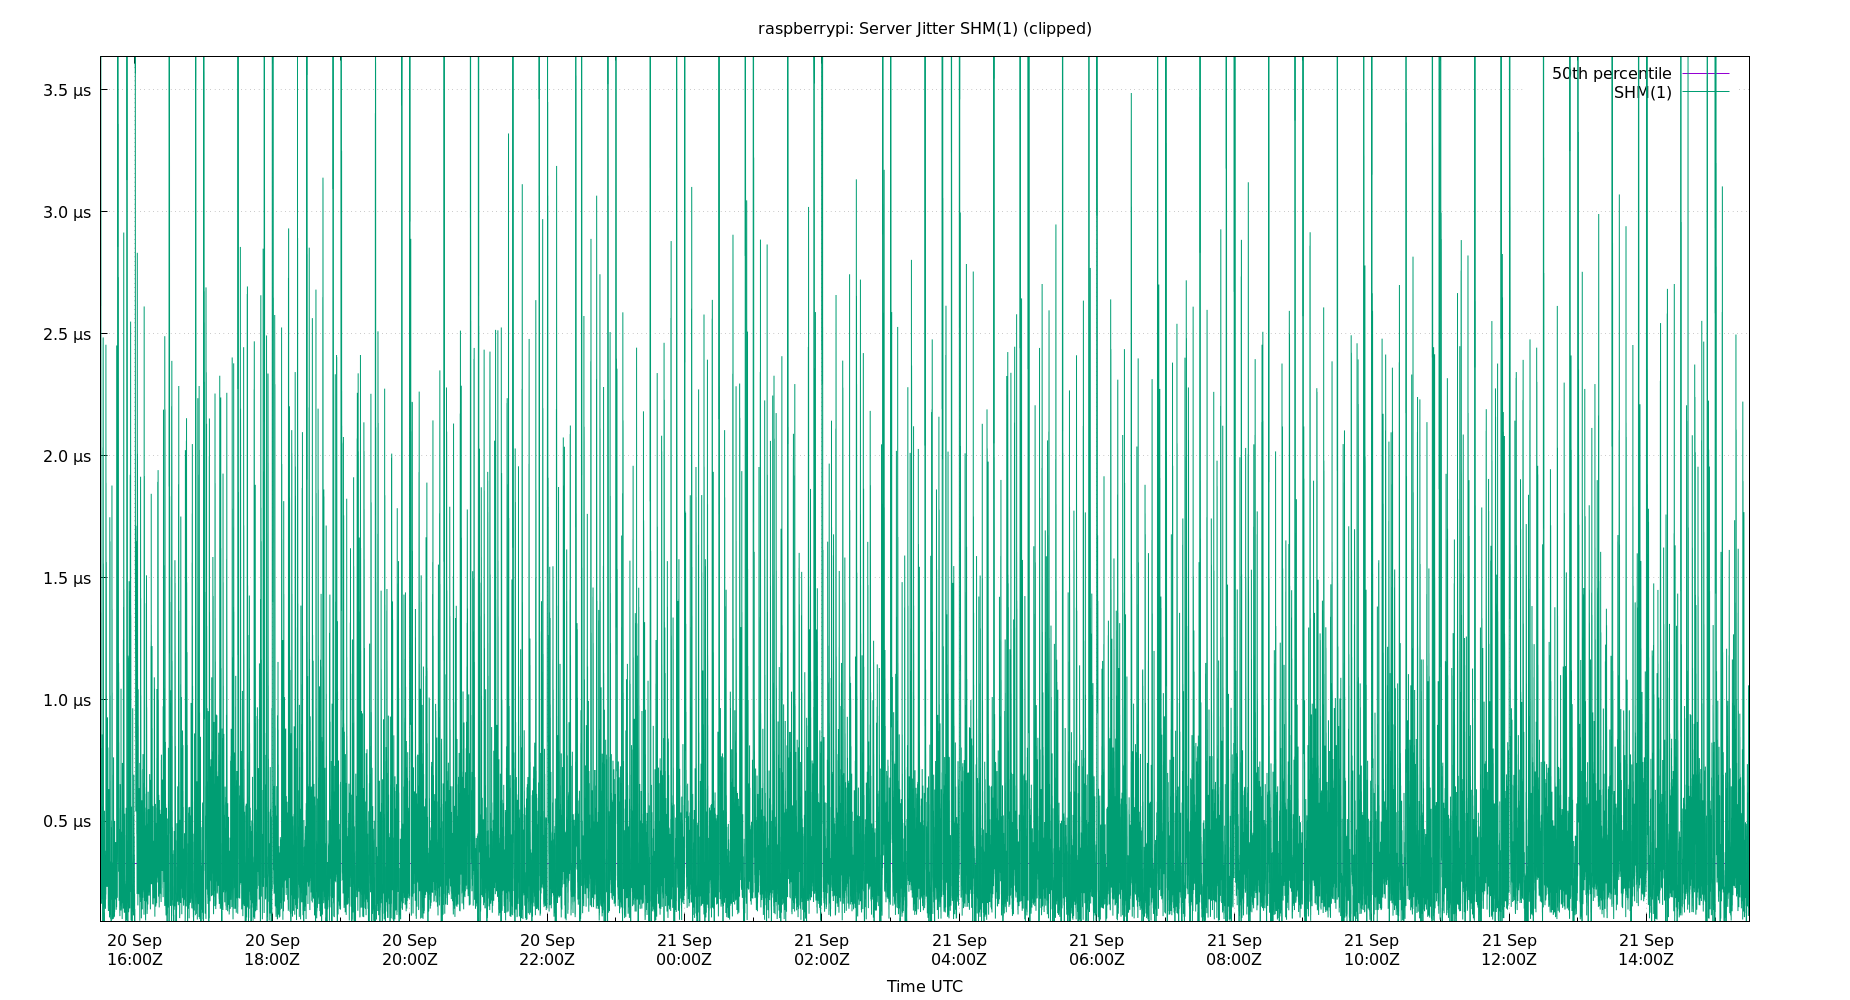 raspberrypi: Server Jitter SHM(1) (clipped)
50th percentile
SHM(1)
3.5 µs
3.0 µs
2.5 µs
2.0 µs
1.5 µs
1.0 µs
0.5 µs
20 Sep 20 Sep 20 Sep 20 Sep 21 Sep 21 Sep 21 Sep 21 Sep 21 Sep 21 Sep 21 Sep 21 Sep
16:00Z 18:00Z 20:00Z 22:00Z 00:00Z 02:00Z 04:00Z 06:00Z 08:00Z 10:00Z 12:00Z 14:00Z
Time UTC